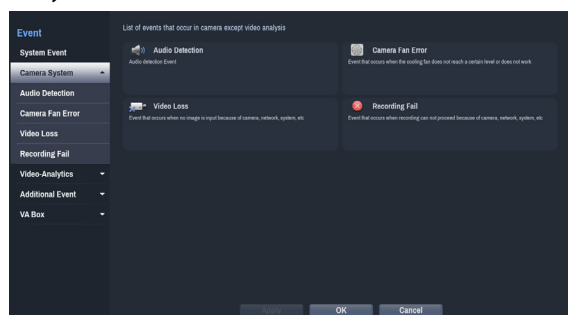 Event
System Event
Camera System
Audio Detection
Camera Fan Error
Video Loss
Recording Fail
Video-Analytics
Additional Event
VA Box
List of events that occur in camera except video analysis
Audio Detection
Audio detection Event
Camera Fan Error
Event that occurs when the cooling fan does not reach a certain level or does not work
Video Loss
Event that occurs when no image is input because of camera, network, system, etc
Recording Fail
Event that occurs when recording can not proceed because of camera, network, system, etc
Apply
OK
Cancel